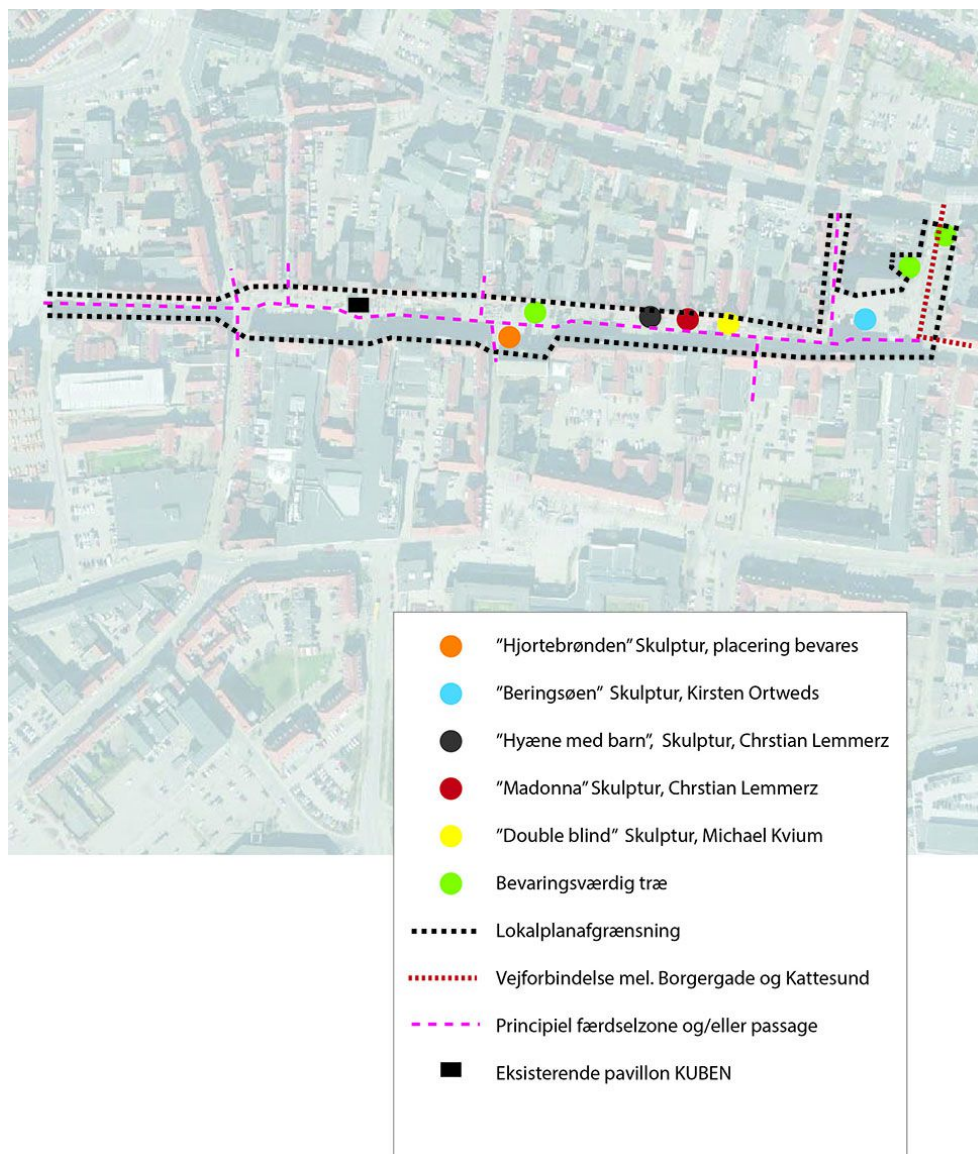 "Hjortebrønden" Skulptur, placering bevares
"Beringsøen" Skulptur, Kirsten Ortweds
"Hyæne med barn", Skulptur, Chrstian Lemmerz
"Madonna" Skulptur, Chrstian Lemmerz
"Double blind" Skulptur, Michael Kvium
Bevaringsværdig træ
Lokalplanafgrænsning
Vejforbindelse mel. Borgergade og Kattesund
Principiel færdselzone og/eller passage
Eksisterende pavillon KUBEN